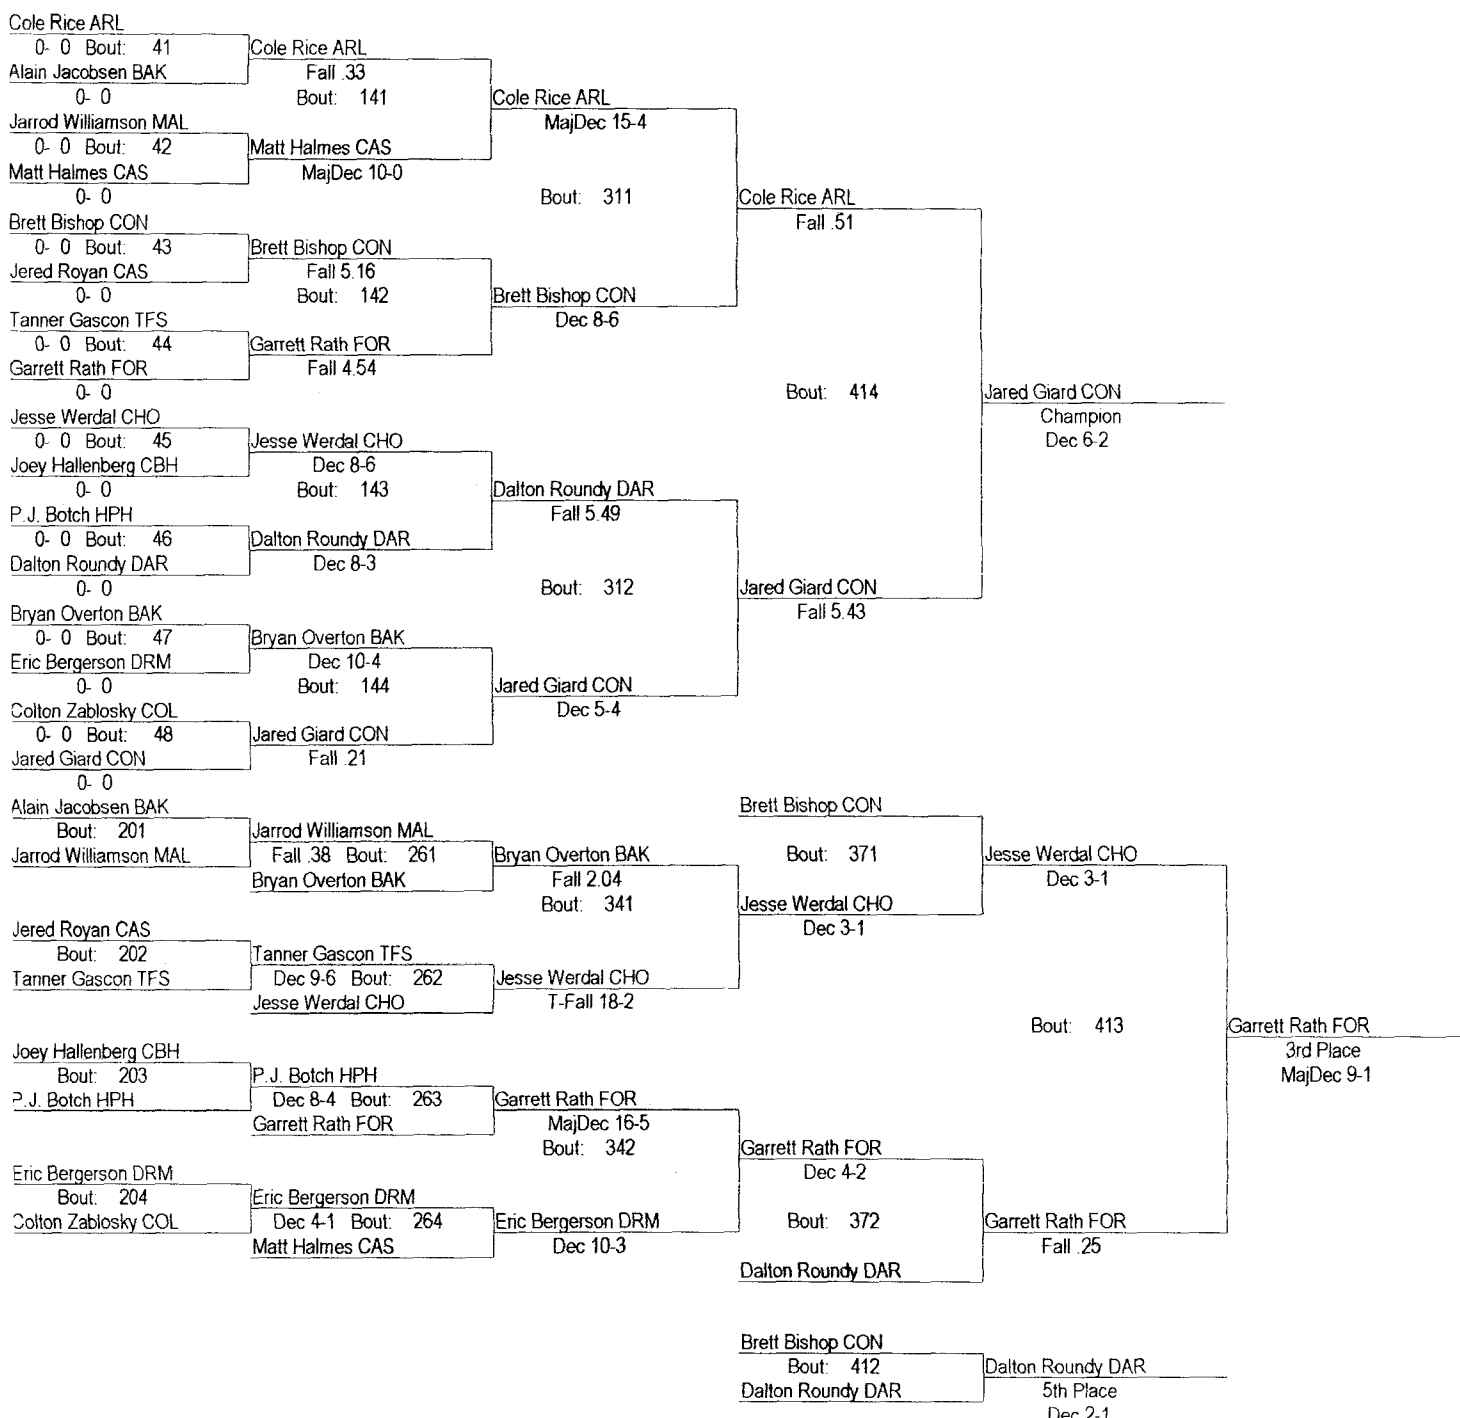 Cole Rice ARL
0- 0 Bout: 41
Cole Rice ARL
Alain Jacobsen BAK
Fall .33
0- 0
Bout: 141
Cole Rice ARL
Jarrod Williamson MAL
MajDec 15-4
0- 0 Bout: 42
Matt Halmes CAS
Matt Halmes CAS
MajDec 10-0
0- 0
Bout: 311
Cole Rice ARL
Brett Bishop CON
Fall .51
0- 0 Bout: 43
Brett Bishop CON
Jered Royan CAS
Fall 5.16
0- 0
Bout: 142
Brett Bishop CON
Tanner Gascon TFS
Dec 8-6
0- 0 Bout: 44
Garrett Rath FOR
Garrett Rath FOR
Fall 4.54
0- 0
Bout: 414
Jared Giard CON
Jesse Werdal CHO
Champion
0- 0 Bout: 45
Jesse Werdal CHO
Dec 6-2
Joey Hallenberg CBH
Dec 8-6
0- 0
Bout: 143
Dalton Roundy DAR
P.J. Botch HPH
Fall 5.49
0- 0 Bout: 46
Dalton Roundy DAR
Dalton Roundy DAR
Dec 8-3
0- 0
Bout: 312
Jared Giard CON
Bryan Overton BAK
Fall 5.43
0- 0 Bout: 47
Bryan Overton BAK
Eric Bergerson DRM
Dec 10-4
0- 0
Bout: 144
Jared Giard CON
Colton Zablosky COL
Dec 5-4
0- 0 Bout: 48
Jared Giard CON
Jared Giard CON
Fall .21
0- 0
Alain Jacobsen BAK
Brett Bishop CON
Bout: 201
Jarrod Williamson MAL
Jarrod Williamson MAL
Fall .38 Bout: 261
Bryan Overton BAK
Bout: 371
Jesse Werdal CHO
Bryan Overton BAK
Fall 2.04
Dec 3-1
Bout: 341
Jesse Werdal CHO
Jered Royan CAS
Dec 3-1
Bout: 202
Tanner Gascon TFS
Tanner Gascon TFS
Dec 9-6 Bout: 262
Jesse Werdal CHO
Jesse Werdal CHO
T-Fall 18-2
Bout: 413
Garrett Rath FOR
Joey Hallenberg CBH
3rd Place
Bout: 203
P.J. Botch HPH
MajDec 9-1
P.J. Botch HPH
Dec 8-4 Bout: 263
Garrett Rath FOR
Garrett Rath FOR
MajDec 16-5
Bout: 342
Garrett Rath FOR
Eric Bergerson DRM
Dec 4-2
Bout: 204
Eric Bergerson DRM
Colton Zablosky COL
Dec 4-1 Bout: 264
Eric Bergerson DRM
Bout: 372
Garrett Rath FOR
Matt Halmes CAS
Dec 10-3
Fall .25
Dalton Roundy DAR
Brett Bishop CON
Bout: 412
Dalton Roundy DAR
Dalton Roundy DAR
5th Place
Dec 2-1